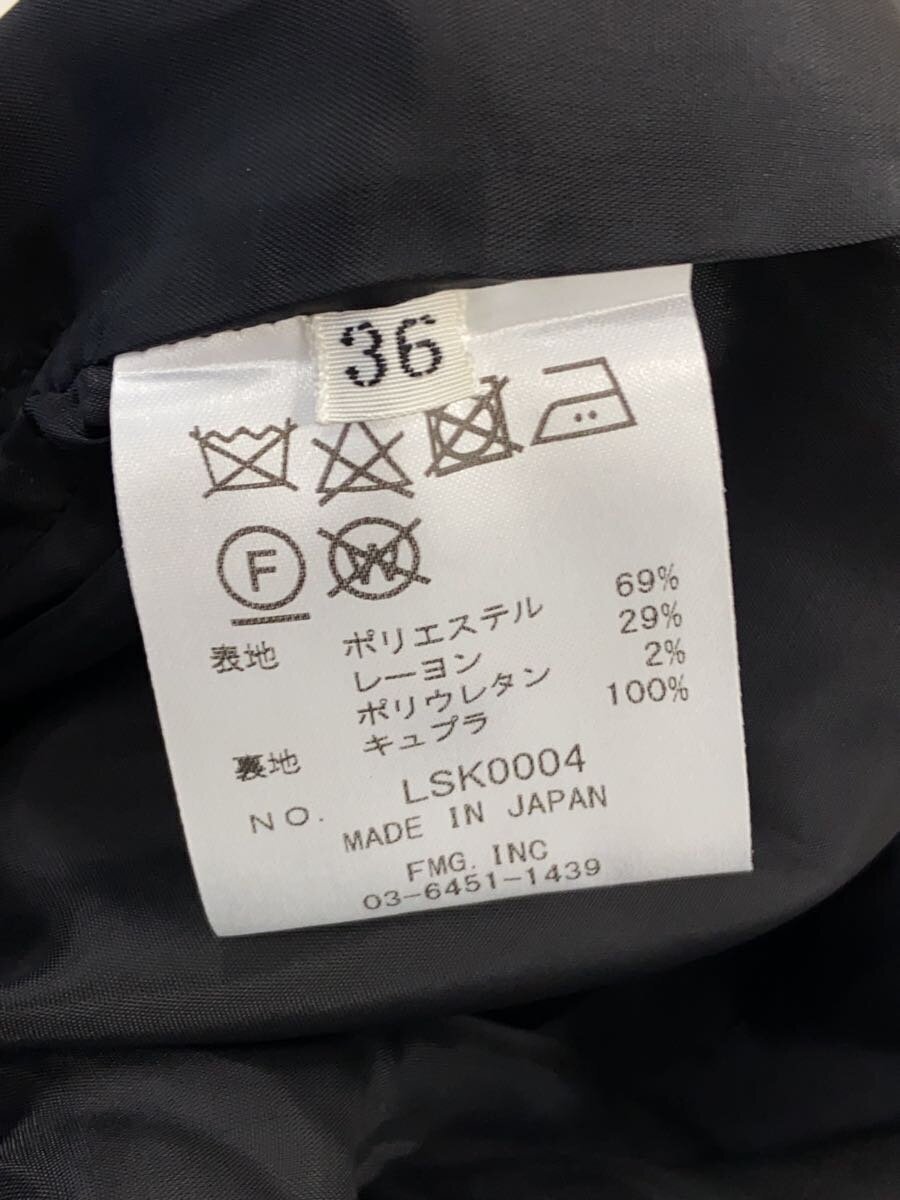 36
F
W
表地 ポリエステル 69%
レーヨン 29%
ポリウレタン 2%
裏地 キュプラ 100%
NO. LSK0004
MADE IN JAPAN
FMG. INC
03-6451-1439